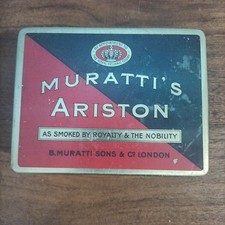 MURATTI'S
ARISTON
AS SMOKED BY ROYALTY & THE NOBILITY
B. MURATTI SONS & Cº LONDON